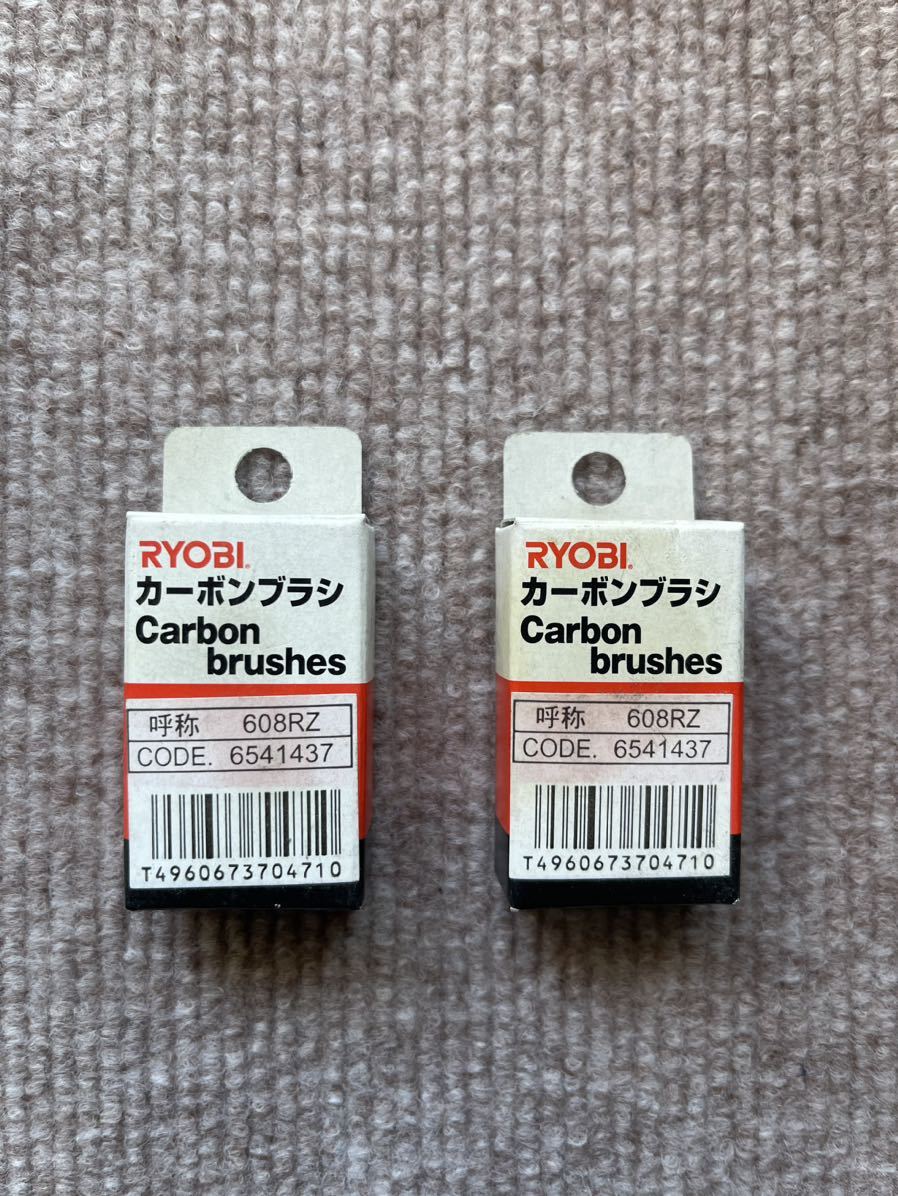 RYOBI®
カーボンブラシ
Carbon
brushes
呼称 608RZ
CODE. 6541437
T4960673704710
RYOBI®
カーボンブラシ
Carbon
brushes
呼称 608RZ
CODE. 6541437
T4960673704710